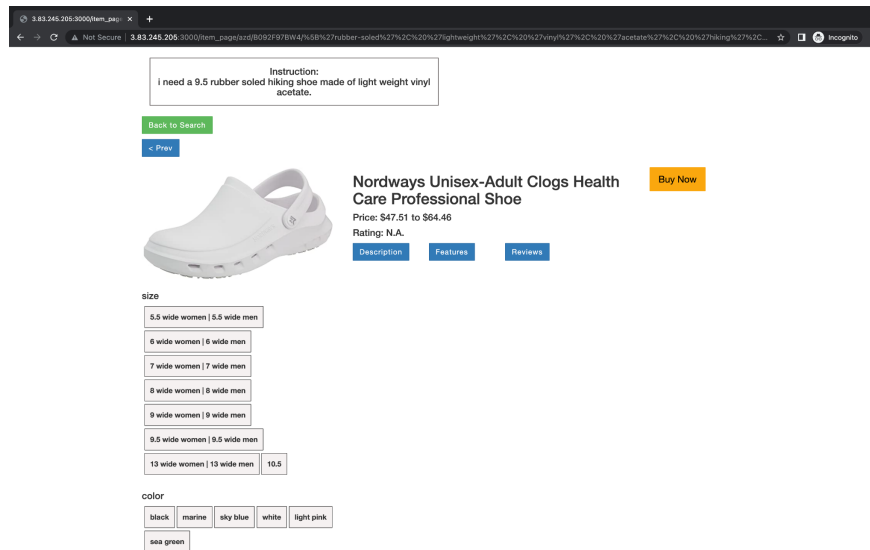 3.83.245.205:3000/item_page
Not Secure | 3.83.245.205:3000/item_page/azd/B092F97BW4/%5B%27rubber-soled%27%2C%20%27lightweight%27%2C%20%27vinyl%27%2C%20%27acetate%27%2C%20%27hiking%27%2C... Incognito
Instruction:
i need a 9.5 rubber soled hiking shoe made of light weight vinyl
acetate.
Back to Search
< Prev
Nordways Unisex-Adult Clogs Health
Care Professional Shoe
Buy Now
Price: $47.51 to $64.46
Rating: N.A.
Description Features Reviews
size
5.5 wide women | 5.5 wide men
6 wide women | 6 wide men
7 wide women | 7 wide men
8 wide women | 8 wide men
9 wide women | 9 wide men
9.5 wide women | 9.5 wide men
13 wide women | 13 wide men 10.5
color
black marine sky blue white light pink
sea green